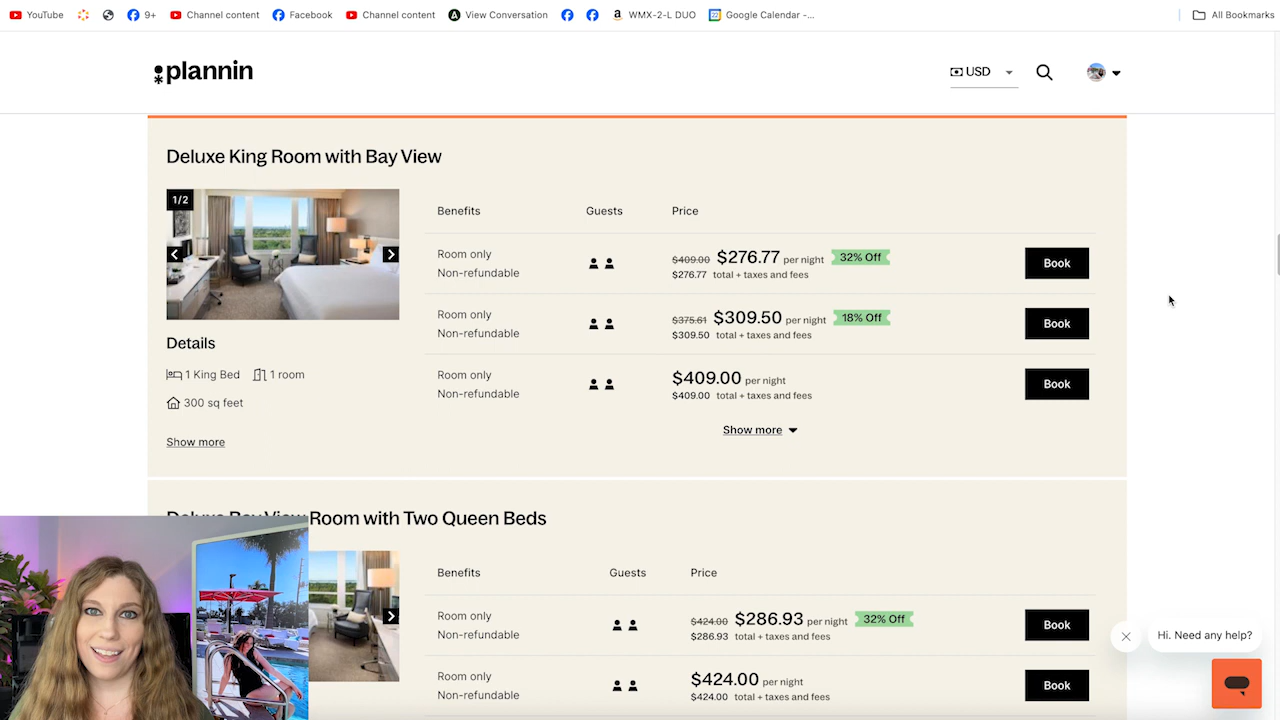 YouTube
9+
Channel content
Facebook
Channel content
View Conversation
WMX-2-L DUO
Google Calendar -...
All Bookmarks
plannin
USD
Deluxe King Room with Bay View
1/2
Benefits Guests Price
Room only
Non-refundable
$409.00 $276.77 per night 32% Off
$276.77 total + taxes and fees
Book
Room only
Non-refundable
$375.61 $309.50 per night 18% Off
$309.50 total + taxes and fees
Book
Room only
Non-refundable
$409.00 per night
$409.00 total + taxes and fees
Book
Show more
Details
1 King Bed 1 room
300 sq feet
Show more
Deluxe Bay View Room with Two Queen Beds
Benefits Guests Price
Room only
Non-refundable
$424.00 $286.93 per night 32% Off
$286.93 total + taxes and fees
Book
Room only
Non-refundable
$424.00 per night
$424.00 total + taxes and fees
Book
Hi. Need any help?